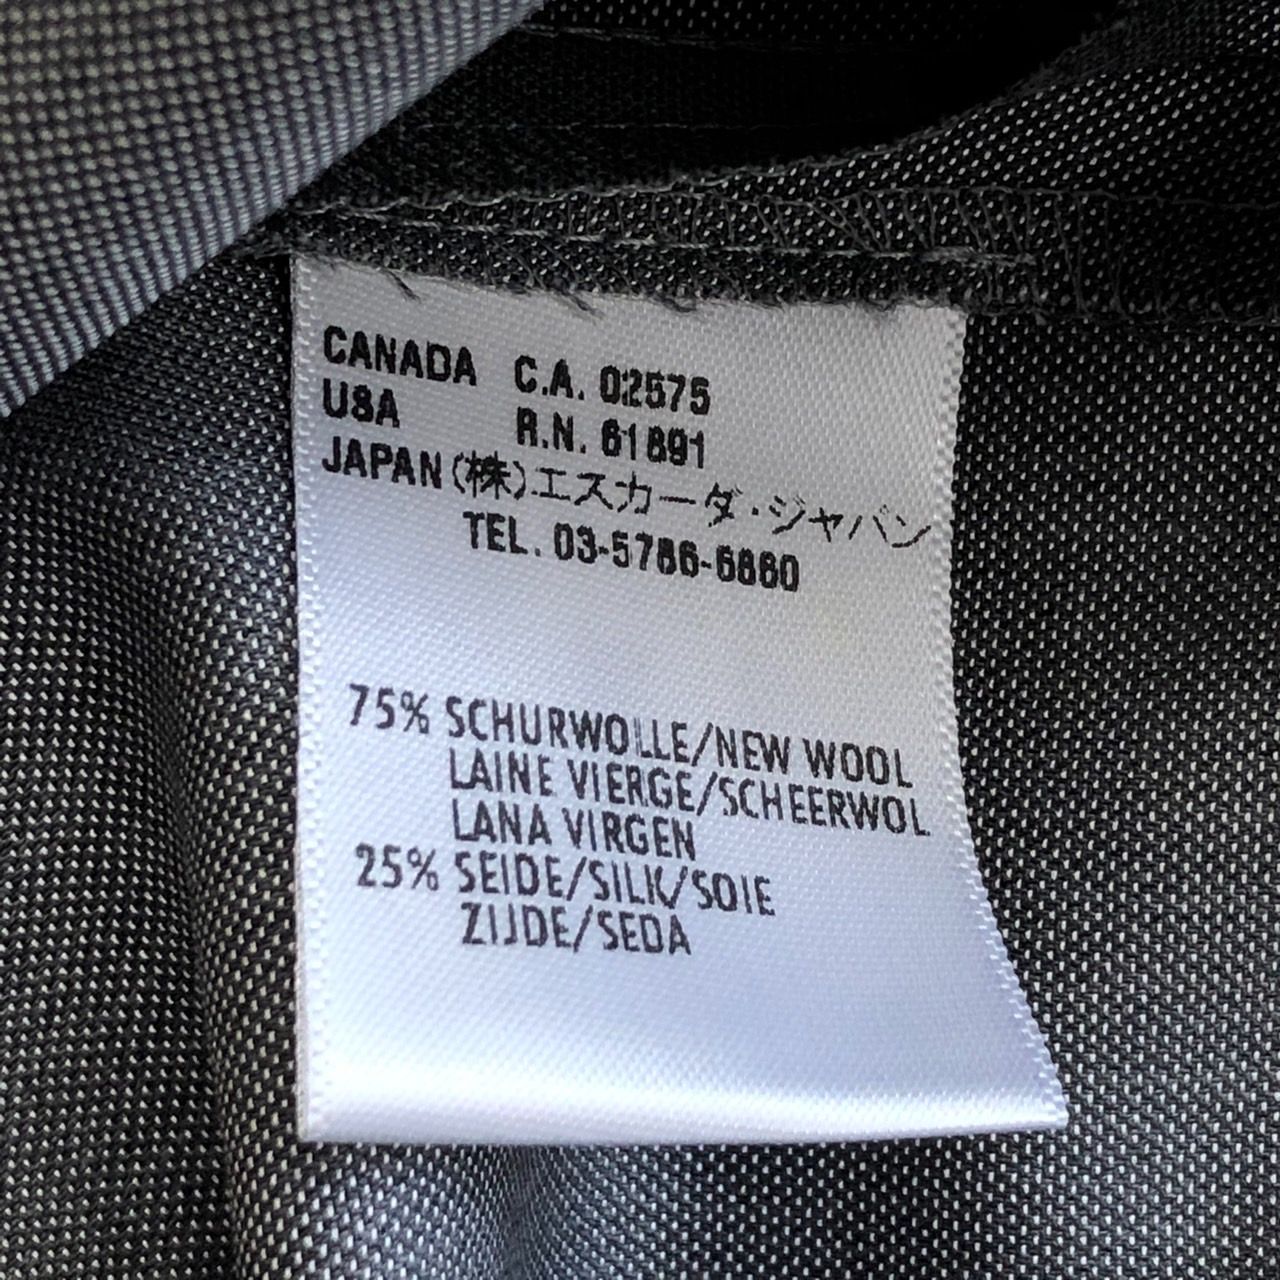 CANADA C.A. 02575
USA R.N. 61891
JAPAN (株)エスカーダ・ジャパン
TEL. 03-5786-6860
75% SCHURWOLLE/NEW WOOL
LAINE VIERGE/SCHEERWOL
LANA VIRGEN
25% SEIDE/SILK/SOIE
ZIJDE/SEDA